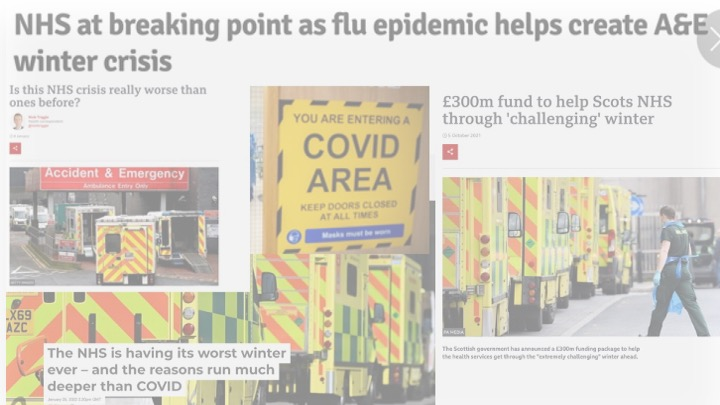 NHS at breaking point as flu epidemic helps create A&E
winter crisis
Is this NHS crisis really worse than
ones before?
Accident & Emergency
Ambulance Entry Only
YOU ARE ENTERING A
COVID
AREA
KEEP DOORS CLOSED
AT ALL TIMES
Masks must be worn
£300m fund to help Scots NHS
through 'challenging' winter
5 October 2021
PA MEDIA
The Scottish government has announced a £300m funding package to help
the health services get through the "extremely challenging" winter ahead.
LX69
AZC
The NHS is having its worst winter
ever – and the reasons run much
deeper than COVID